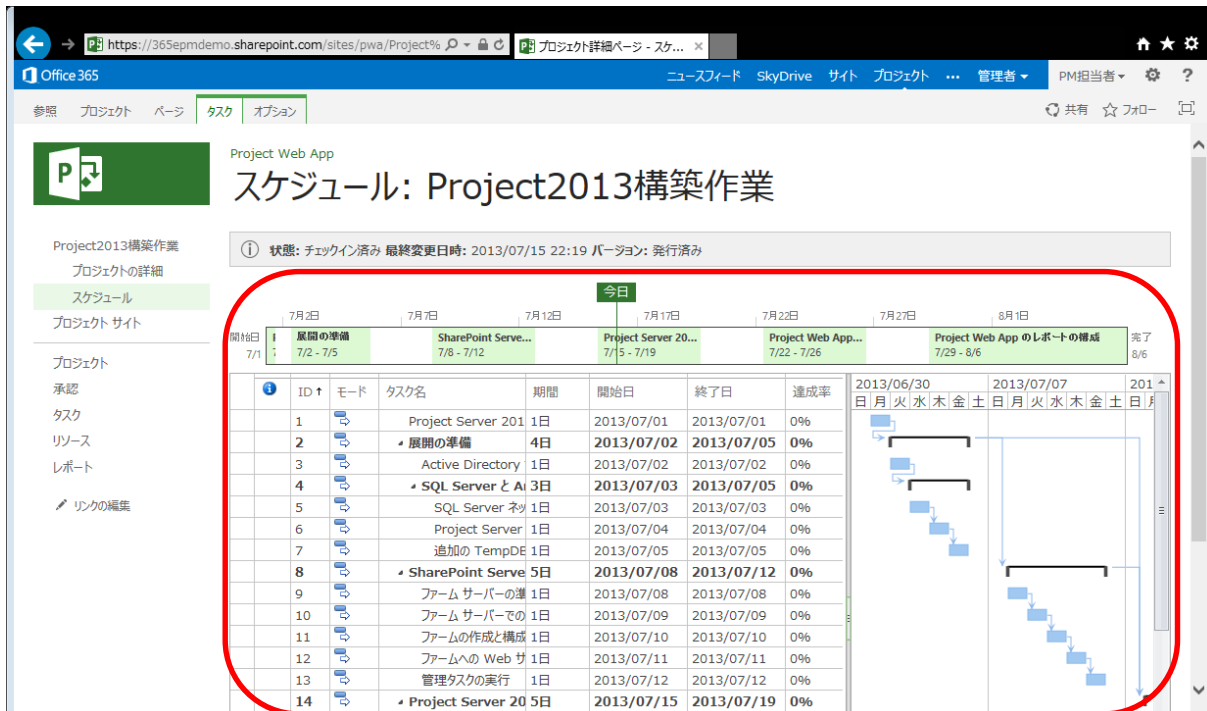 https://365epmdemo.sharepoint.com/sites/pwa/Project%
プロジェクト詳細ページ - スケ...
Office 365
ニュースフィード SkyDrive サイト プロジェクト ... 管理者 PM担当者 ?
参照 プロジェクト ページ タスク オプション 共有 フォロー
Project Web App
スケジュール: Project2013構築作業
Project2013構築作業
プロジェクトの詳細
スケジュール
プロジェクト サイト
プロジェクト
承認
タスク
リソース
レポート
リンクの編集
状態: チェックイン済み 最終変更日時: 2013/07/15 22:19 バージョン: 発行済み
今日
7月2日 7月7日 7月12日 7月17日 7月22日 7月27日 8月1日
開始日 展開の準備 SharePoint Serve... Project Server 20... Project Web App... Project Web App のレポートの構成 完了
7/1 7/2 - 7/5 7/8 - 7/12 7/15 - 7/19 7/22 - 7/26 7/29 - 8/6 8/6
ID↑ モード タスク名 期間 開始日 終了日 達成率 2013/06/30 2013/07/07 201
日 月 火 水 木 金 土 日 月 火 水 木 金 土 日
1 Project Server 201 1日 2013/07/01 2013/07/01 0%
2 展開の準備 4日 2013/07/02 2013/07/05 0%
3 Active Directory 1日 2013/07/02 2013/07/02 0%
4 SQL Server と 3日 2013/07/03 2013/07/05 0%
5 SQL Server ネッ 1日 2013/07/03 2013/07/03 0%
6 Project Server 1日 2013/07/04 2013/07/04 0%
7 追加の TempDE 1日 2013/07/05 2013/07/05 0%
8 SharePoint Serve 5日 2013/07/08 2013/07/12 0%
9 ファーム サーバーの準 1日 2013/07/08 2013/07/08 0%
10 ファーム サーバーでの 1日 2013/07/09 2013/07/09 0%
11 ファームの作成と構成 1日 2013/07/10 2013/07/10 0%
12 ファームへの Web サ 1日 2013/07/11 2013/07/11 0%
13 管理タスクの実行 1日 2013/07/12 2013/07/12 0%
14 Project Server 20 5日 2013/07/15 2013/07/19 0%